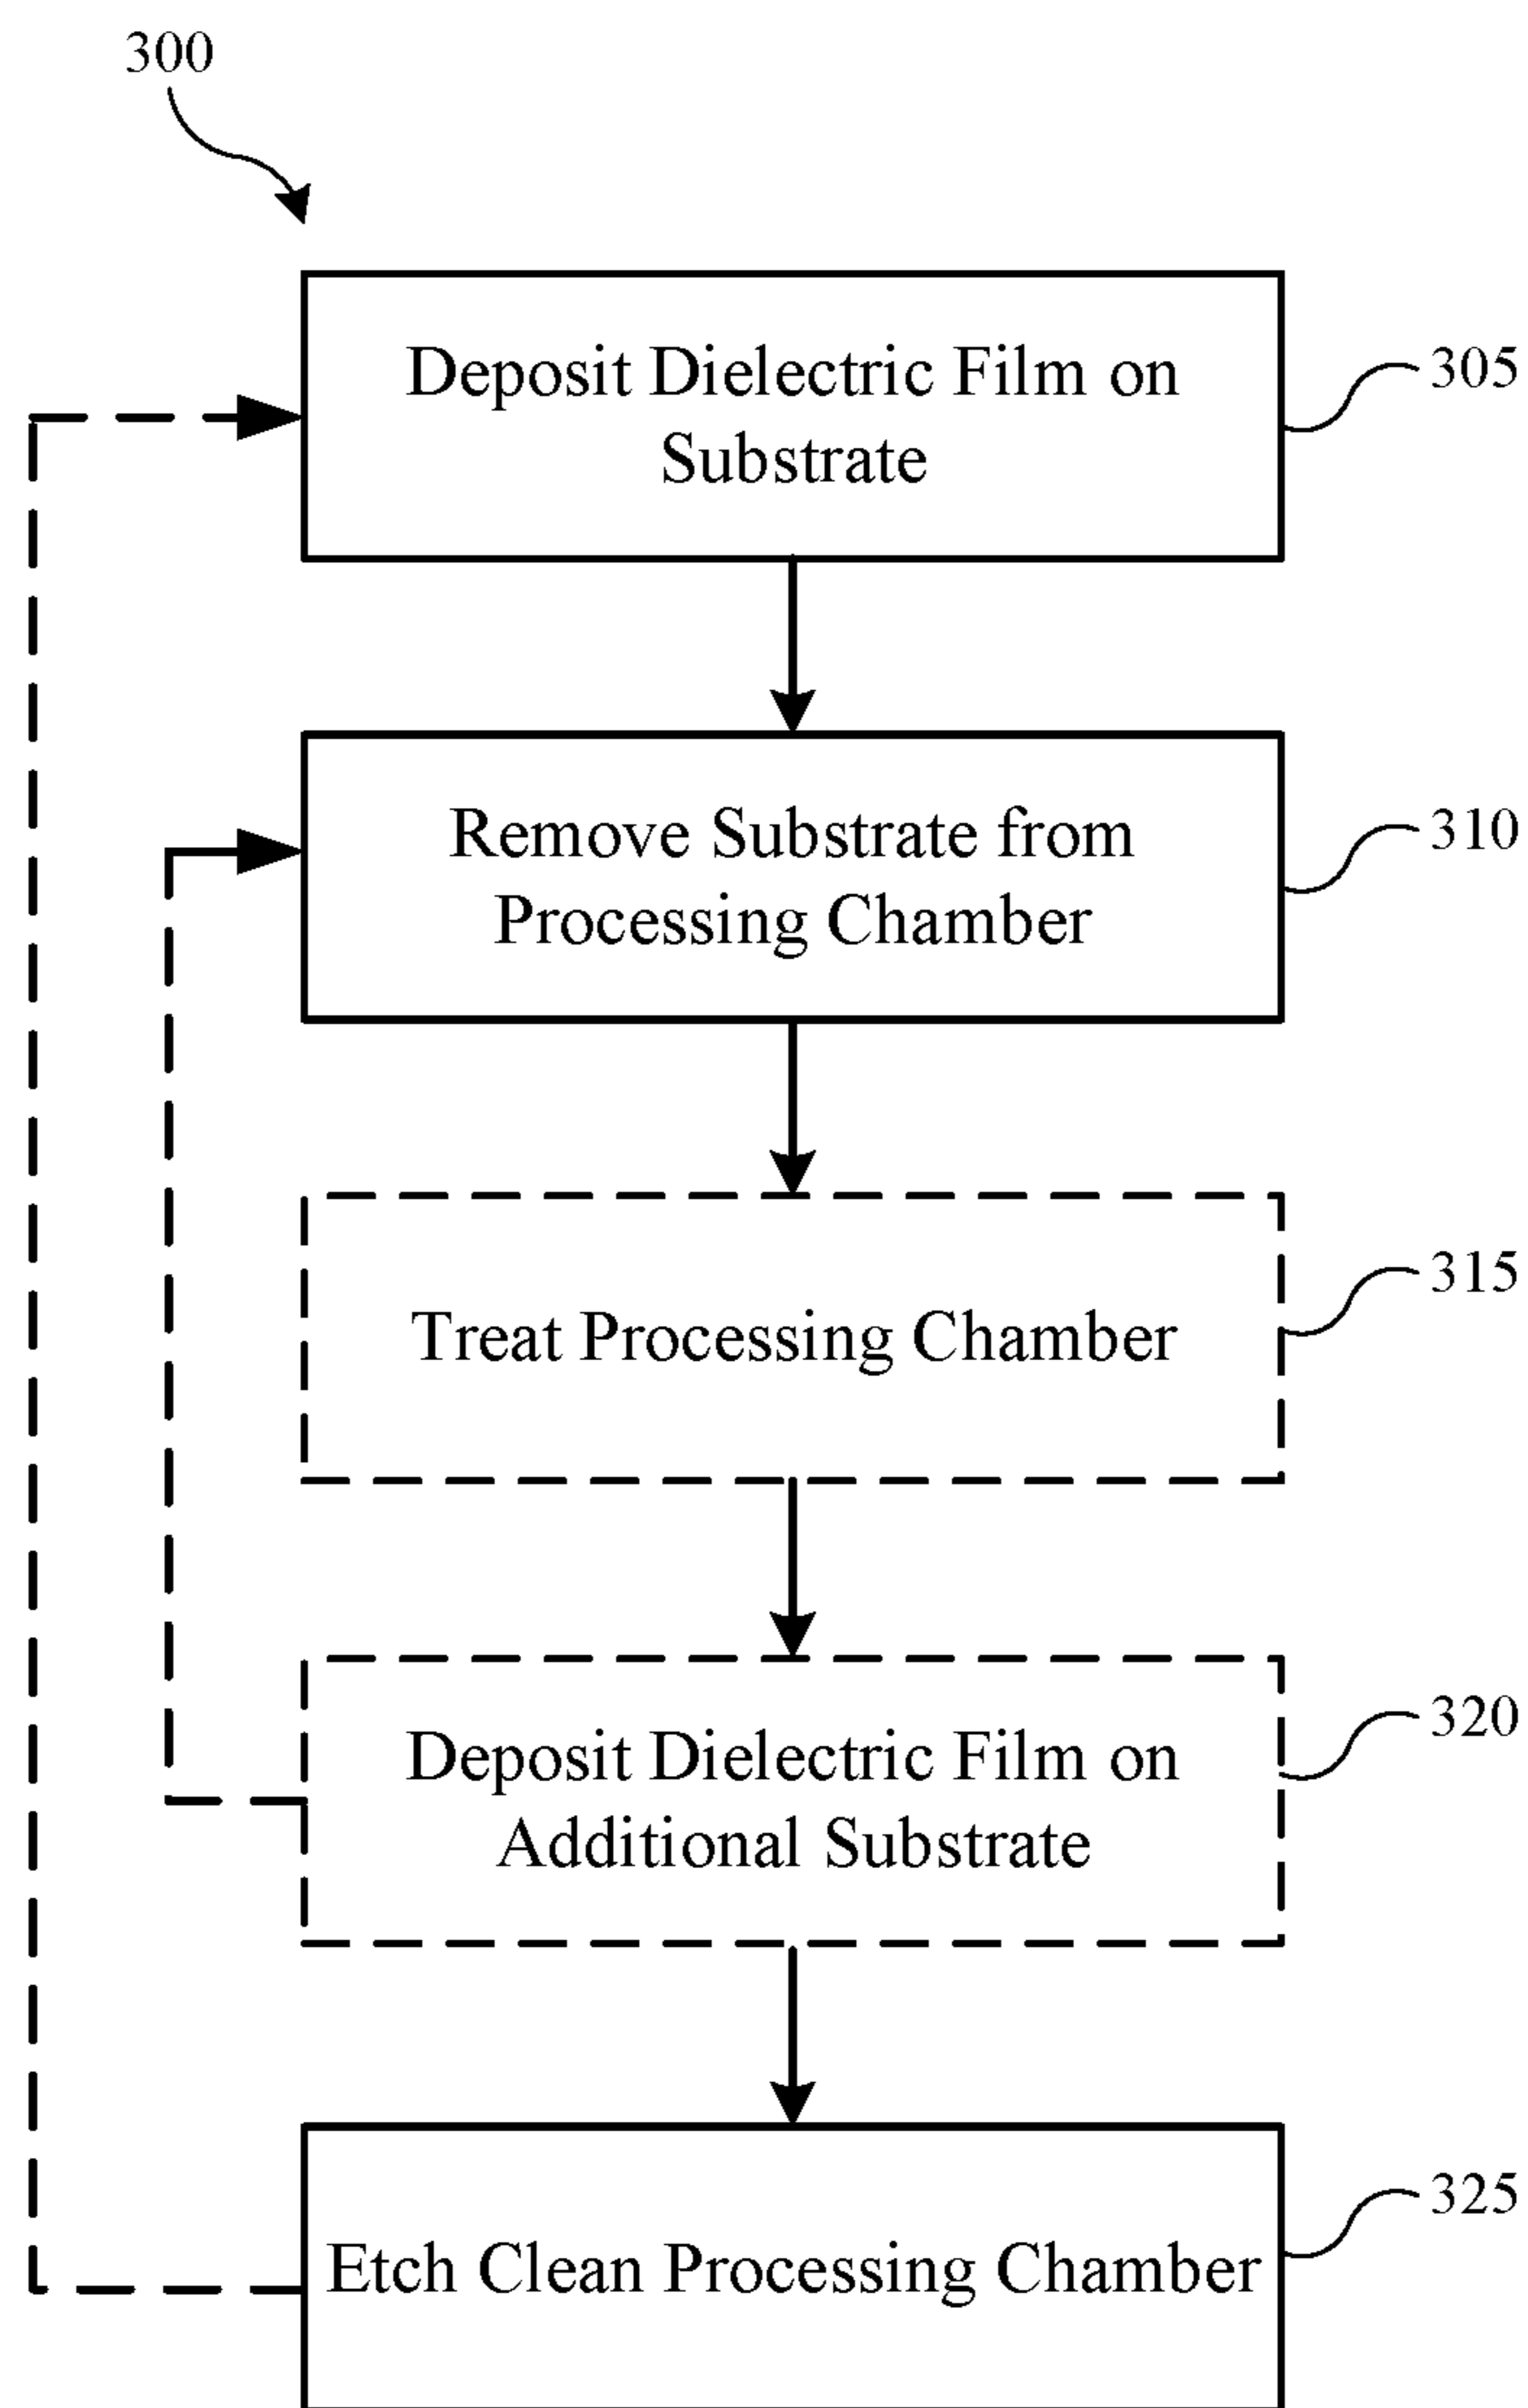 300
Deposit Dielectric Film on
Substrate
305
Remove Substrate from
Processing Chamber
310
Treat Processing Chamber
315
Deposit Dielectric Film on
Additional Substrate
320
Etch Clean Processing Chamber
325